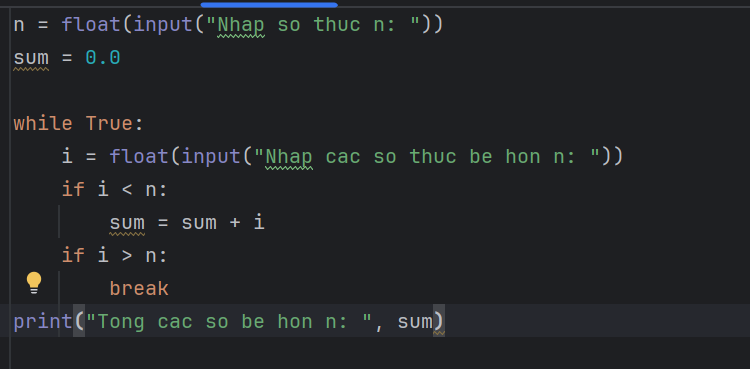 n = float(input("Nhap so thuc n: "))
sum = 0.0
while True:
    i = float(input("Nhap cac so thuc be hon n: "))
    if i < n:
        sum = sum + i
    if i > n:
        break
print("Tong cac so be hon n: ", sum)